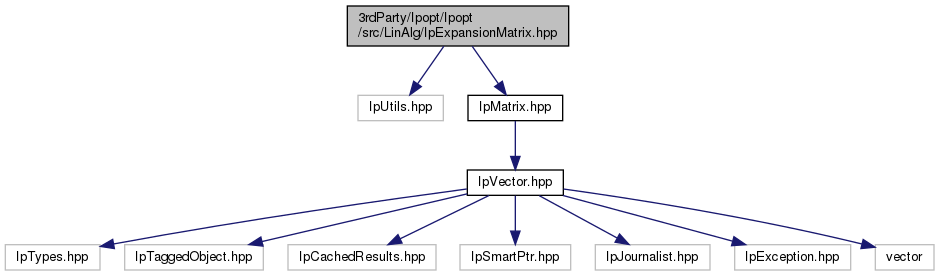 3rdParty/Ipopt/Ipopt
/src/LinAlg/IpExpansionMatrix.hpp
IpUtils.hpp
IpMatrix.hpp
IpVector.hpp
IpTypes.hpp
IpTaggedObject.hpp
IpCachedResults.hpp
IpSmartPtr.hpp
IpJournalist.hpp
IpException.hpp
vector